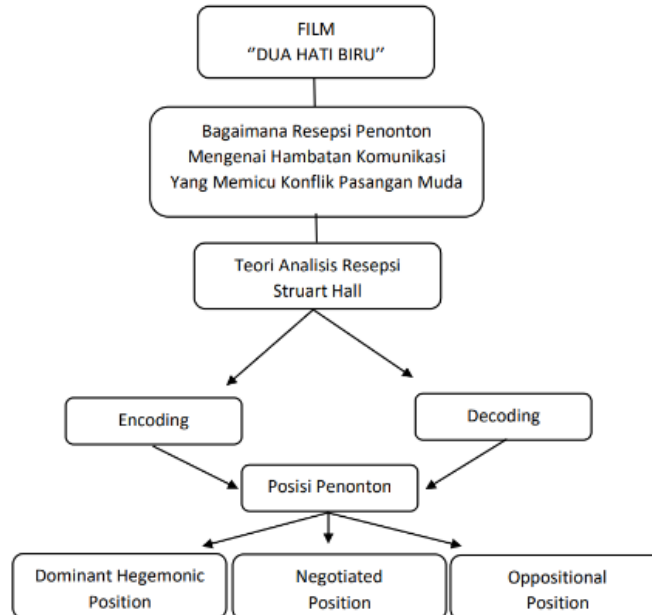 FILM
“DUA HATI BIRU”
Bagaimana Resepsi Penonton
Mengenai Hambatan Komunikasi
Yang Memicu Konflik Pasangan Muda
Teori Analisis Resepsi
Struart Hall
Encoding
Decoding
Posisi Penonton
Dominant Hegemonic
Position
Negotiated
Position
Oppositional
Position